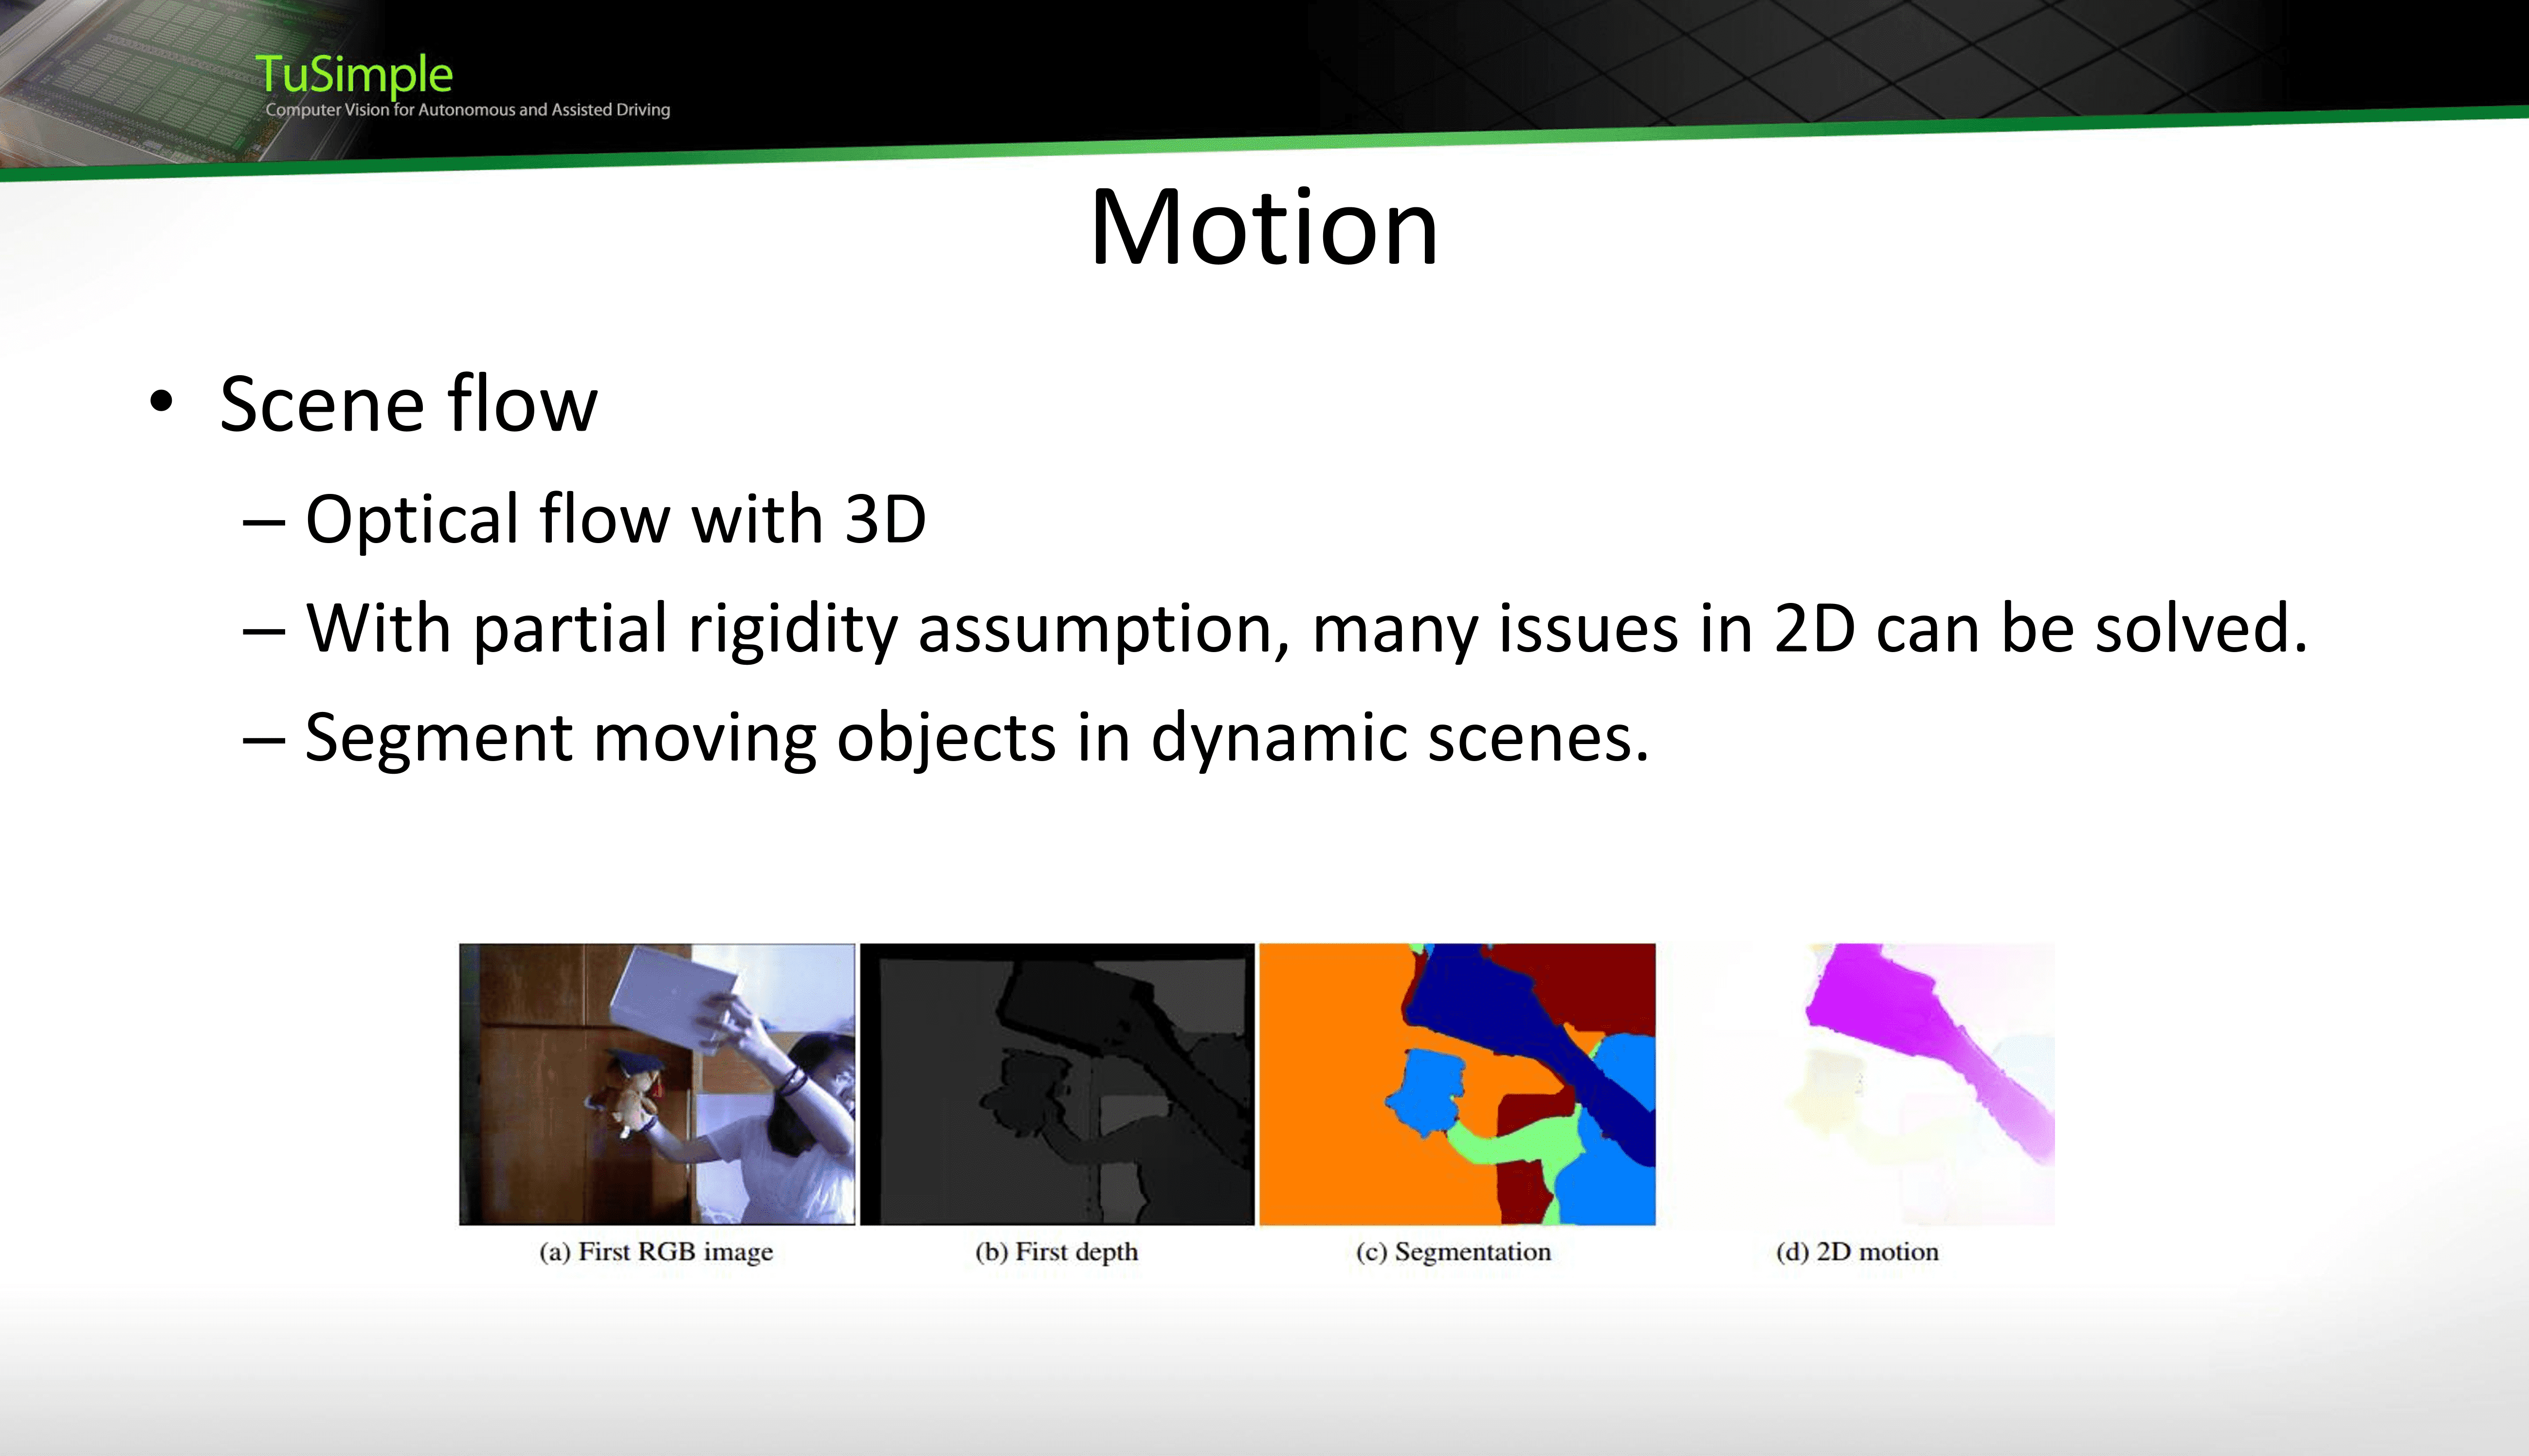 TuSimple
Computer Vision for Autonomous and Assisted Driving
Motion
• Scene flow
– Optical flow with 3D
– With partial rigidity assumption, many issues in 2D can be solved.
– Segment moving objects in dynamic scenes.
(a) First RGB image
(b) First depth
(c) Segmentation
(d) 2D motion